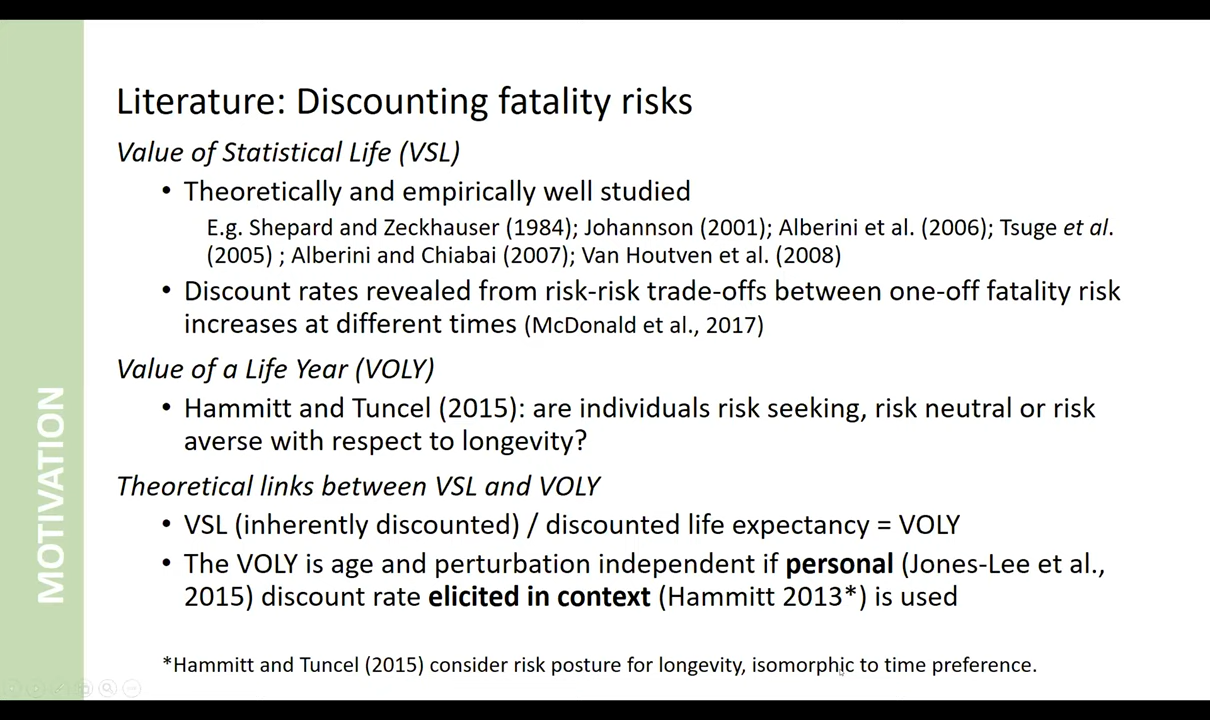 Literature: Discounting fatality risks
Value of Statistical Life (VSL)
• Theoretically and empirically well studied
E.g. Shepard and Zeckhauser (1984); Johannson (2001); Alberini et al. (2006); Tsuge et al.
(2005) ; Alberini and Chiabai (2007); Van Houtven et al. (2008)
• Discount rates revealed from risk-risk trade-offs between one-off fatality risk
increases at different times (McDonald et al., 2017)
Value of a Life Year (VOLY)
• Hammitt and Tuncel (2015): are individuals risk seeking, risk neutral or risk
averse with respect to longevity?
Theoretical links between VSL and VOLY
• VSL (inherently discounted) / discounted life expectancy = VOLY
• The VOLY is age and perturbation independent if personal (Jones-Lee et al.,
2015) discount rate elicited in context (Hammitt 2013*) is used
*Hammitt and Tuncel (2015) consider risk posture for longevity, isomorphic to time preference.
MOTIVATION